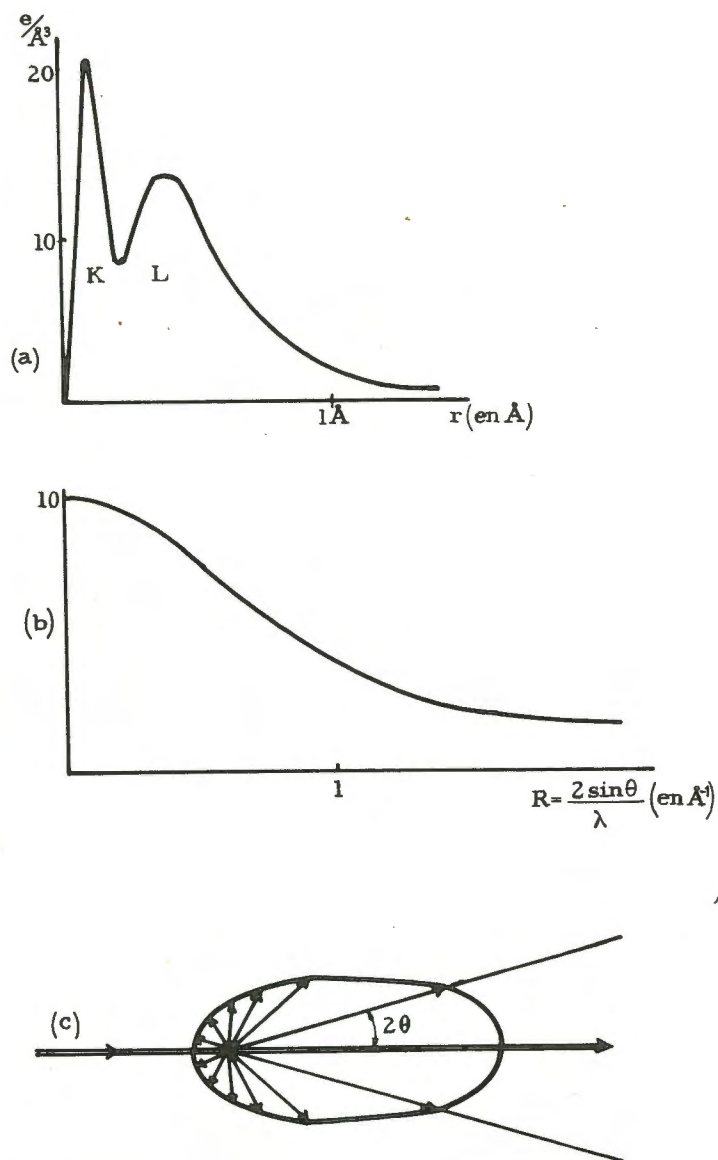 e/Å³
20
10
K L
(a)
1Å r (en Å)
10
(b)
1 R = 2 sinθ / λ (en Å⁻¹)
(c)
2θ